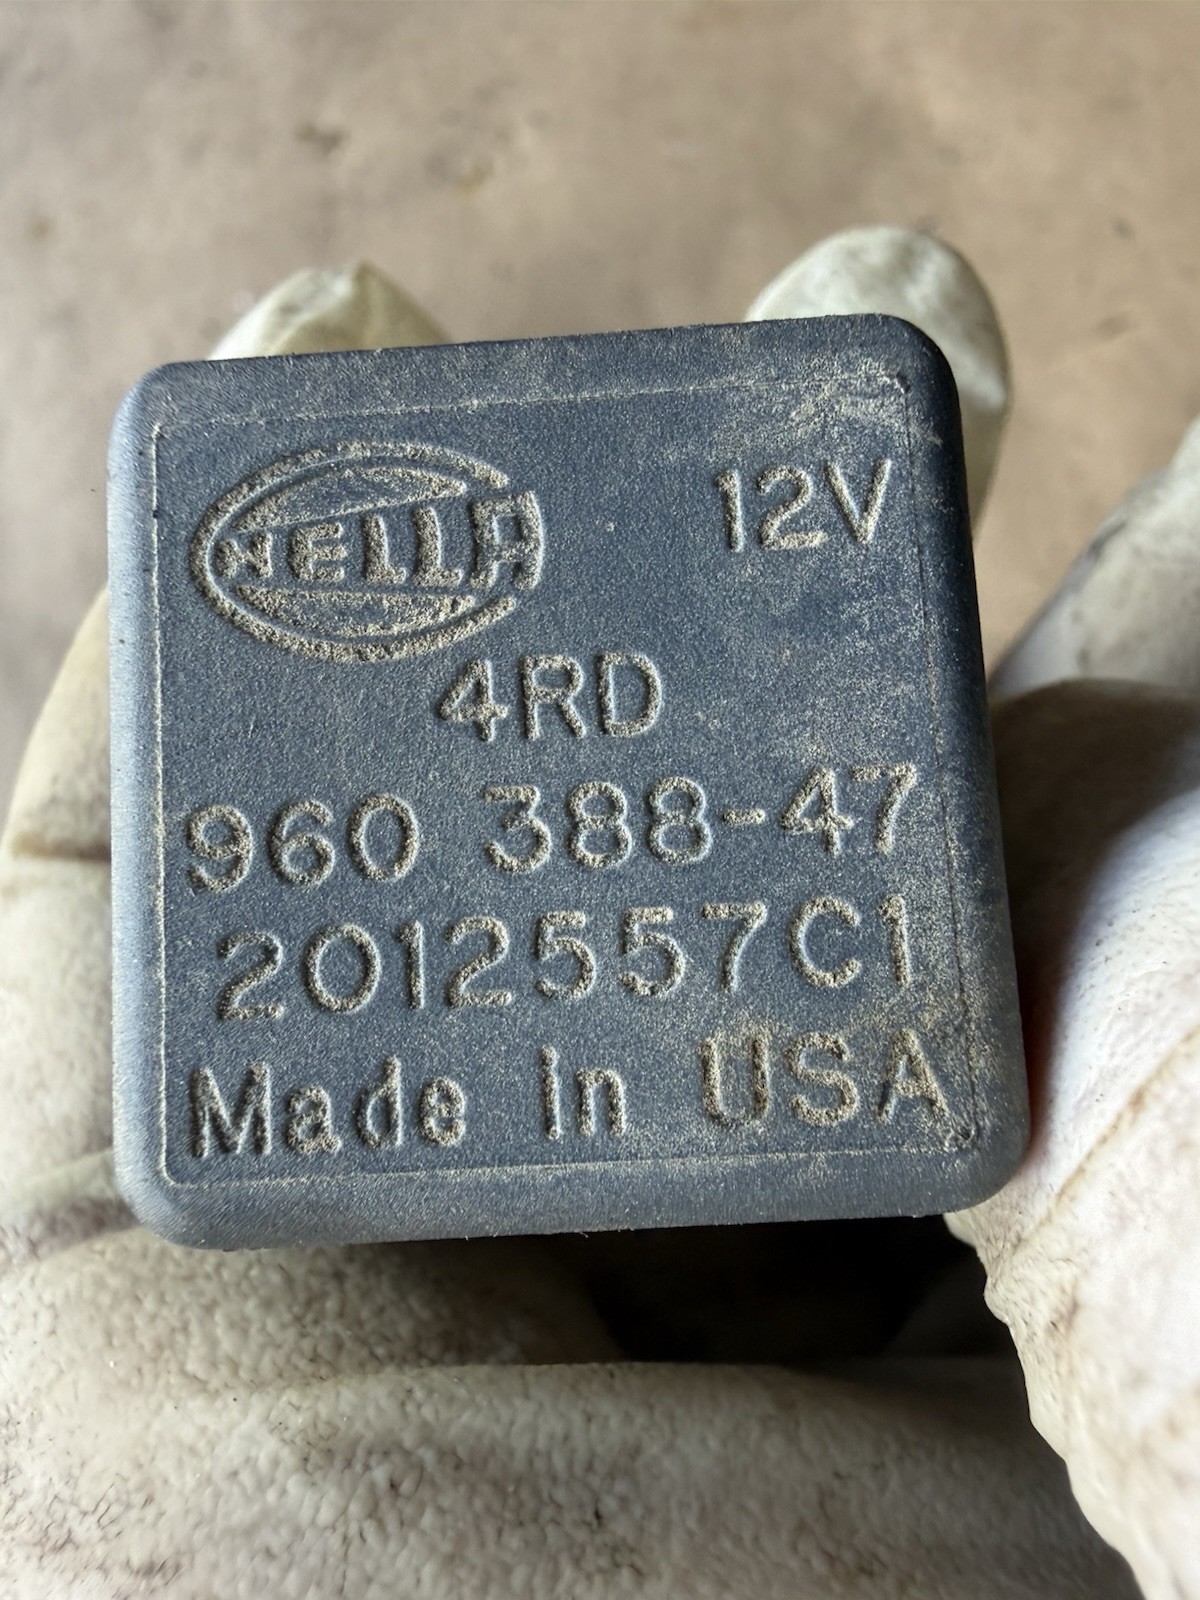 HELLA
12V
4RD
960 388-47
2012557C1
Made In USA